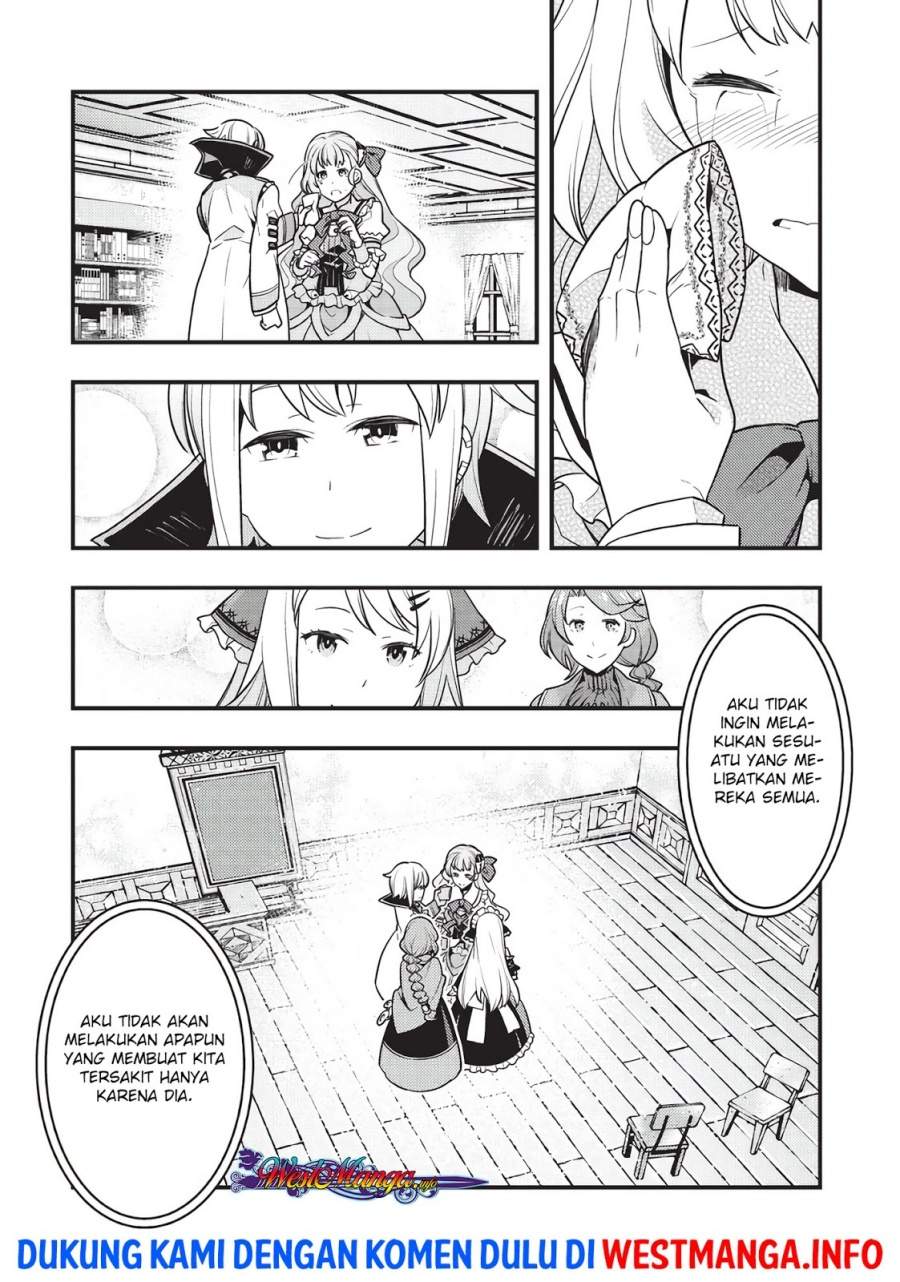 AKU TIDAK
INGIN MELA-
KUKAN SESU-
ATU YANG ME-
LIBATKAN ME-
REKA SEMUA.
AKU TIDAK AKAN
MELAKUKAN APAPUN
YANG MEMBUAT KITA
TERSAKIT HANYA
KARENA DIA.
WestManga.info
DUKUNG KAMI DENGAN KOMEN DULU DI WESTMANGA.INFO